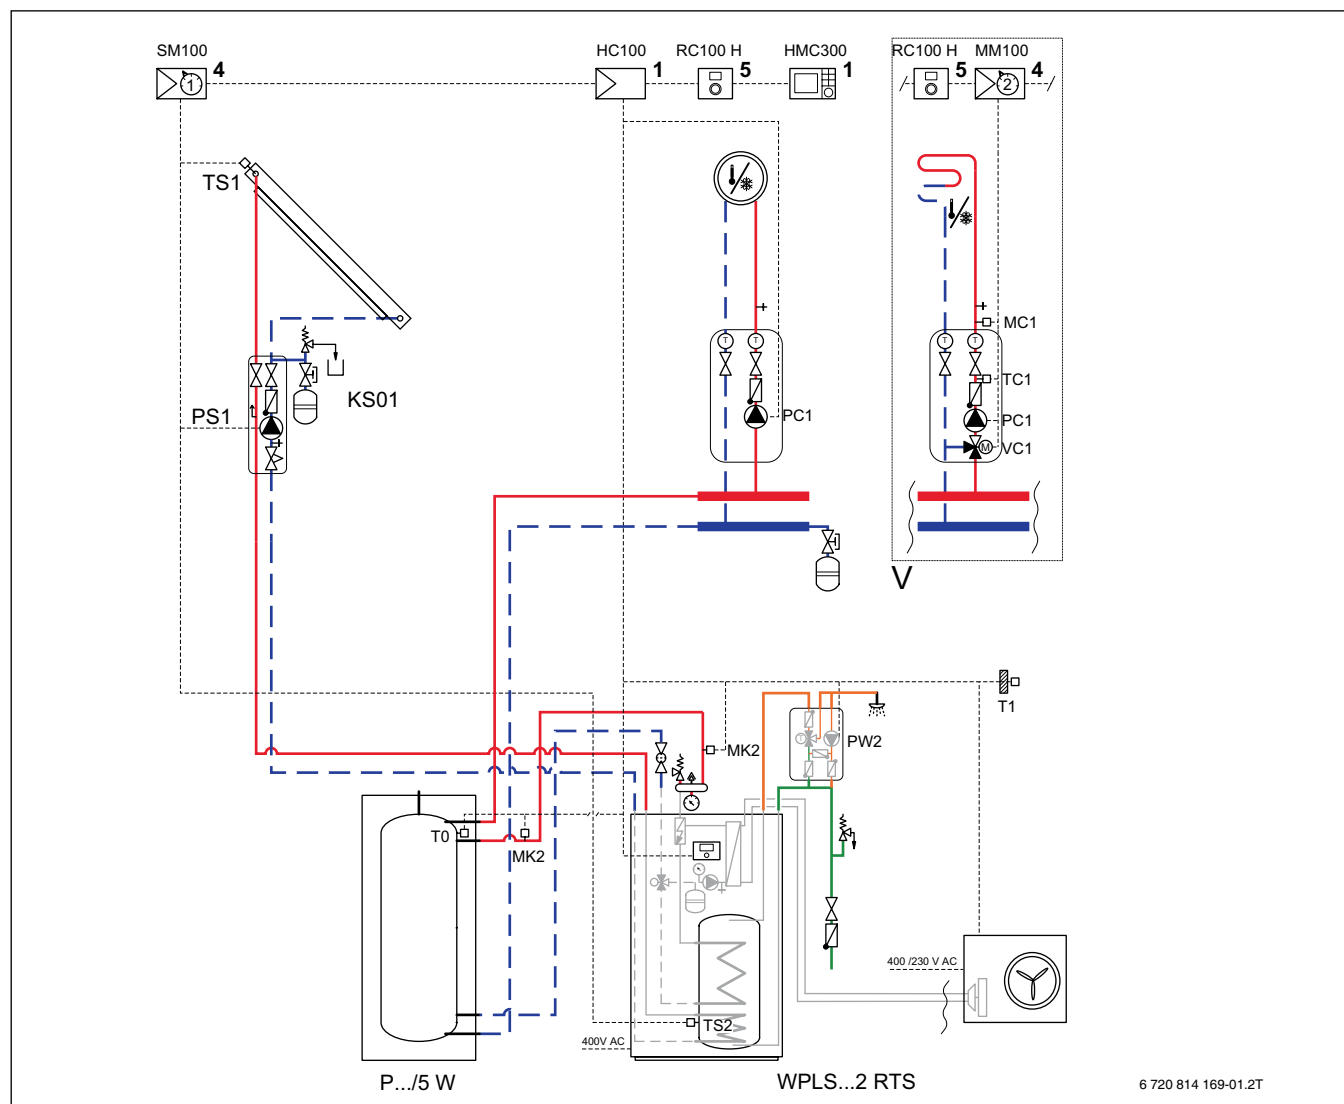 SM100 HC100 RC100 H HMC300 RC100 H MM100
4 1 5 1 5 4
1 2
TS1
T T T T
MC1
KS01
TC1
PS1 PC1 PC1
M VC1
V
T1
T PW2
MK2
T0
MK2
400 /230 V AC
TS2
400V AC
P.../5 W WPLS...2 RTS 6 720 814 169-01.2T